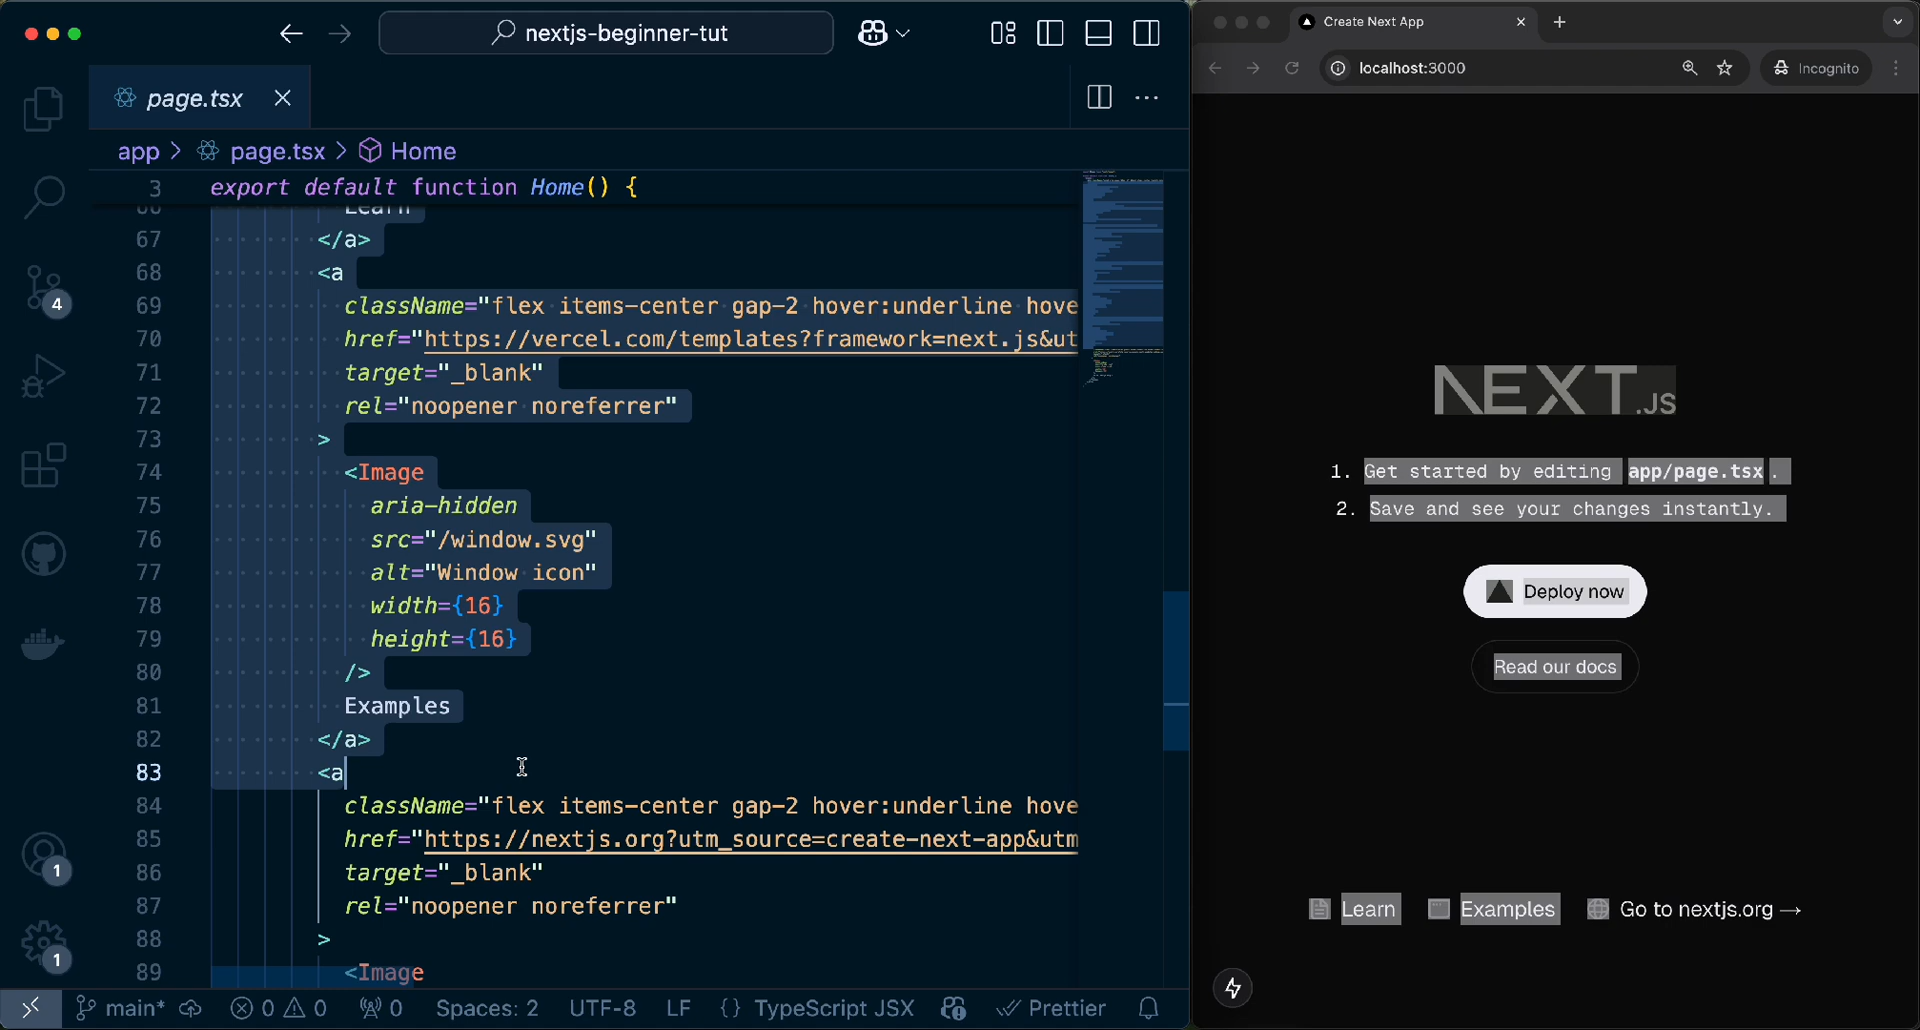 nextjs-beginner-tut
page.tsx
app > page.tsx > Home
3 export default function Home() {
66 Learn
67 </a>
68 <a
69 className="flex items-center gap-2 hover:underline hove
70 href="https://vercel.com/templates?framework=next.js&ut
71 target="_blank"
72 rel="noopener noreferrer"
73 >
74 <Image
75 aria-hidden
76 src="/window.svg"
77 alt="Window icon"
78 width={16}
79 height={16}
80 />
81 Examples
82 </a>
83 <a
84 className="flex items-center gap-2 hover:underline hove
85 href="https://nextjs.org?utm_source=create-next-app&utm
86 target="_blank"
87 rel="noopener noreferrer"
88 >
89 <Image
4
1
1
main* 0 0 0 Spaces: 2 UTF-8 LF {} TypeScript JSX Prettier
Create Next App
localhost:3000 Incognito
NEXT.JS
1. Get started by editing app/page.tsx.
2. Save and see your changes instantly.
Deploy now
Read our docs
Learn Examples Go to nextjs.org →